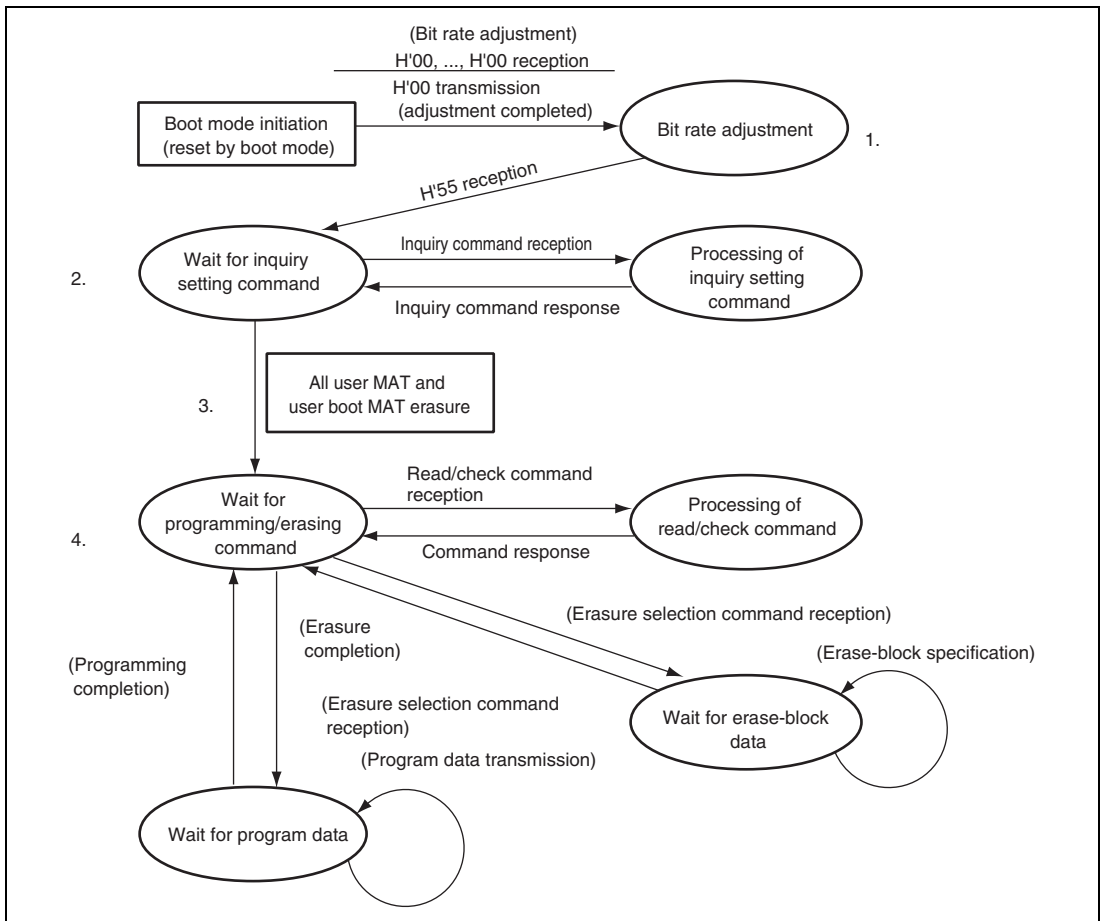 (Bit rate adjustment)
H'00, ..., H'00 reception
H'00 transmission
(adjustment completed)
Boot mode initiation
(reset by boot mode)
Bit rate adjustment
1.
H'55 reception
2.
Wait for inquiry
setting command
Inquiry command reception
Inquiry command response
Processing of
inquiry setting
command
3.
All user MAT and
user boot MAT erasure
4.
Wait for
programming/erasing
command
Read/check command
reception
Command response
Processing of
read/check command
(Erasure selection command reception)
(Erasure
completion)
(Programming
completion)
(Erase-block specification)
(Erasure selection command
reception)
Wait for erase-block
data
(Program data transmission)
Wait for program data